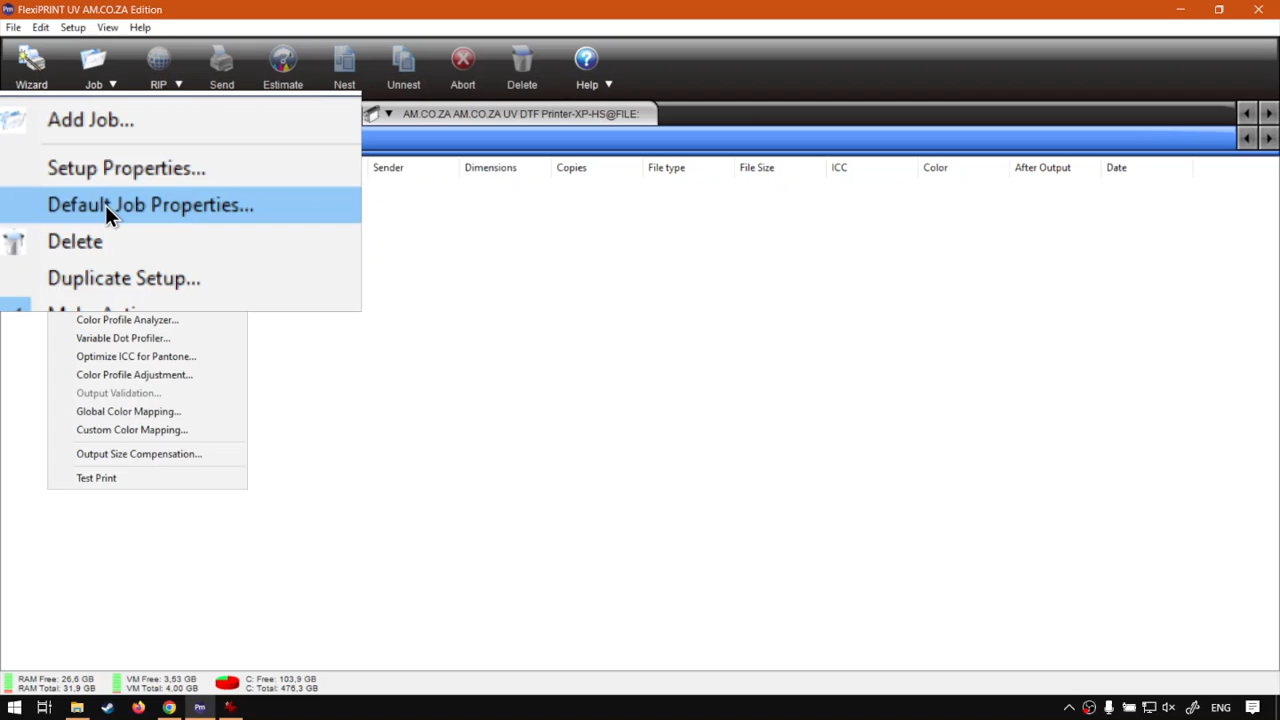 FlexiPRINT UV AM.CO.ZA Edition
File Edit Setup View Help
Wizard Job RIP Send Estimate Nest Unnest Abort Delete Help
AM.CO.ZA AM.CO.ZA UV DTF Printer-XP-HS@FILE:
Add Job...
Sender Dimensions Copies File type File Size ICC Color After Output Date
Setup Properties...
Default Job Properties...
Delete
Duplicate Setup...
Color Profile Analyzer...
Variable Dot Profiler...
Optimize ICC for Pantone...
Color Profile Adjustment...
Output Validation...
Global Color Mapping...
Custom Color Mapping...
Output Size Compensation...
Test Print
RAM Free: 26,6 GB VM Free: 3,53 GB C: Free: 103,9 GB
RAM Total: 31,9 GB VM Total: 4,00 GB C: Total: 476,3 GB
Pm ENG